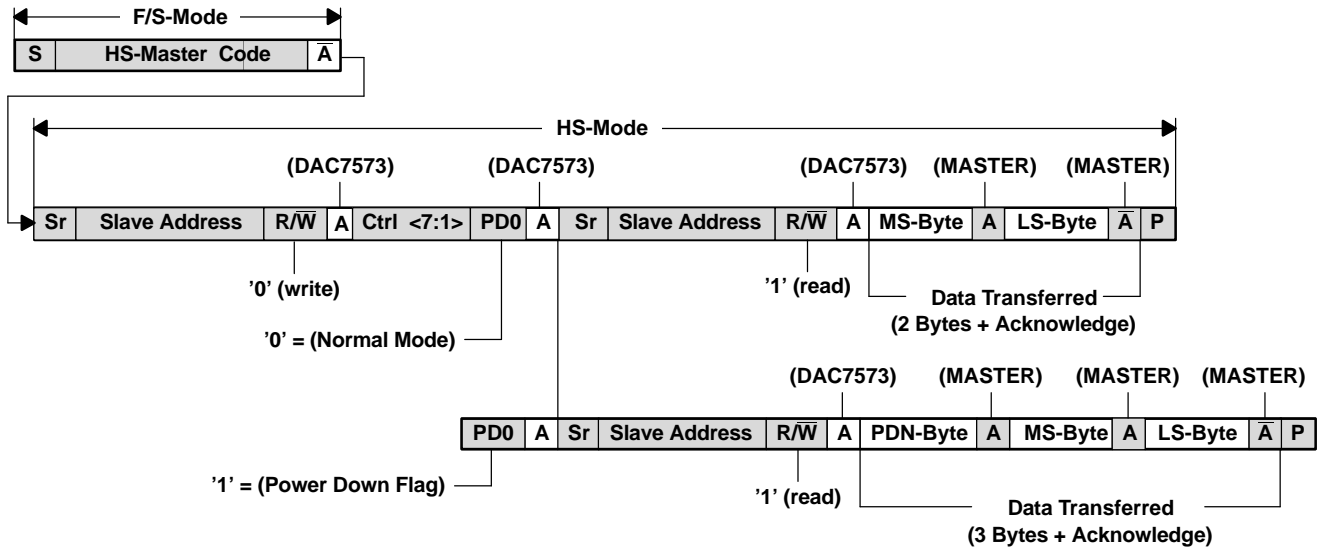 F/S-Mode
S HS-Master Code A̅
HS-Mode
(DAC7573) (DAC7573) (DAC7573) (MASTER) (MASTER)
Sr Slave Address R/W̅ A Ctrl <7:1> PD0 A Sr Slave Address R/W̅ A MS-Byte A LS-Byte A̅ P
’0’ (write) ’1’ (read) Data Transferred
(2 Bytes + Acknowledge)
’0’ = (Normal Mode)
(DAC7573) (MASTER) (MASTER) (MASTER)
PD0 A Sr Slave Address R/W̅ A PDN-Byte A MS-Byte A LS-Byte A̅ P
’1’ = (Power Down Flag) ’1’ (read) Data Transferred
(3 Bytes + Acknowledge)